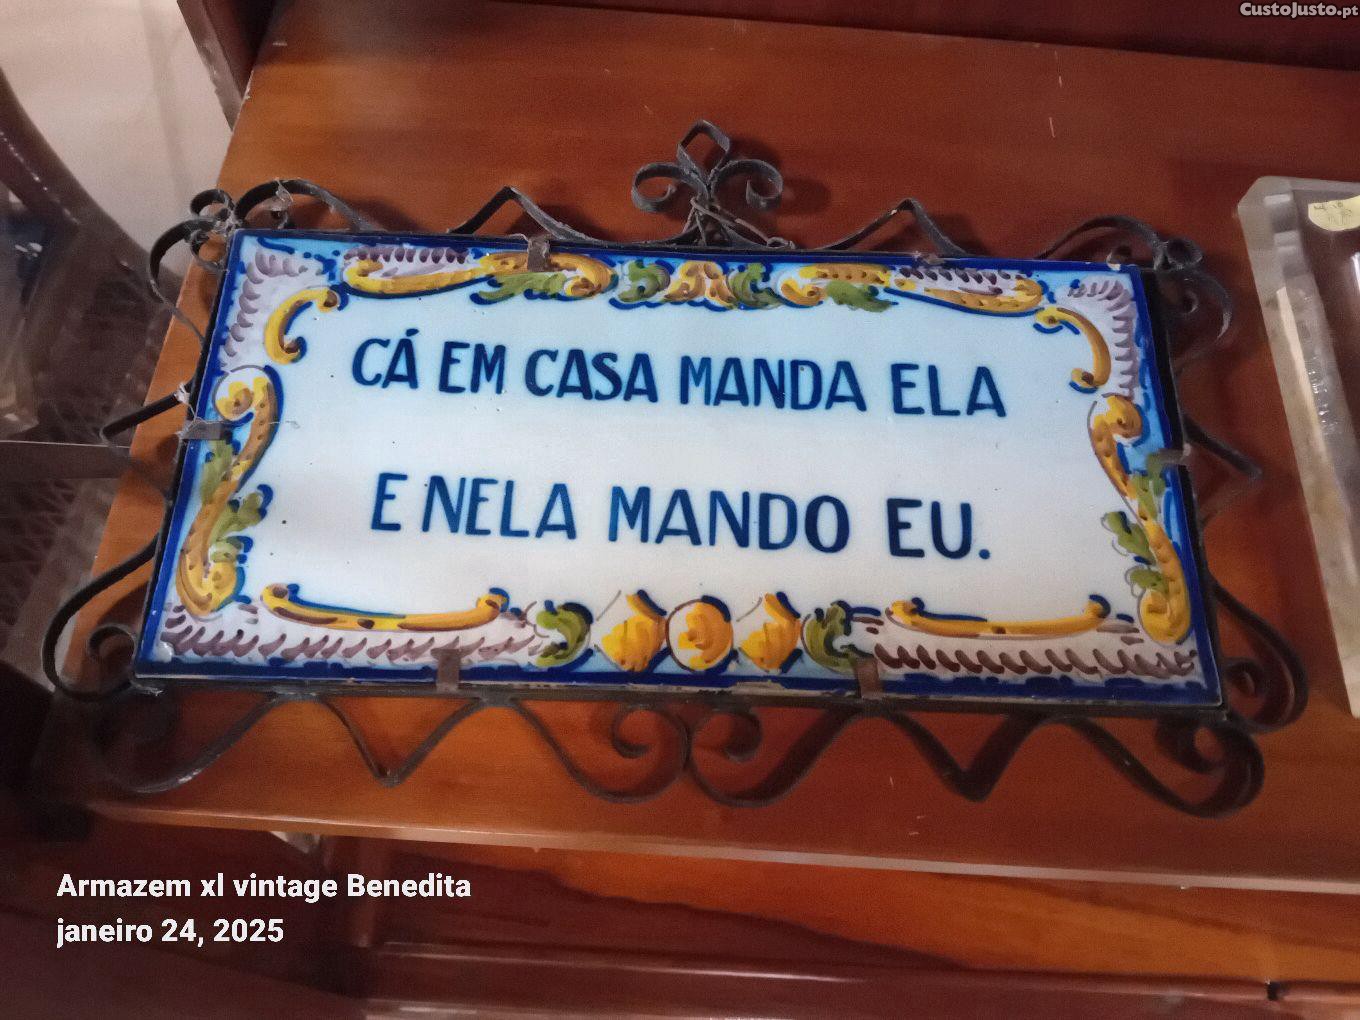 CustoJusto.pt
CÁ EM CASA MANDA ELA
E NELA MANDO EU.
Armazem xl vintage Benedita
janeiro 24, 2025